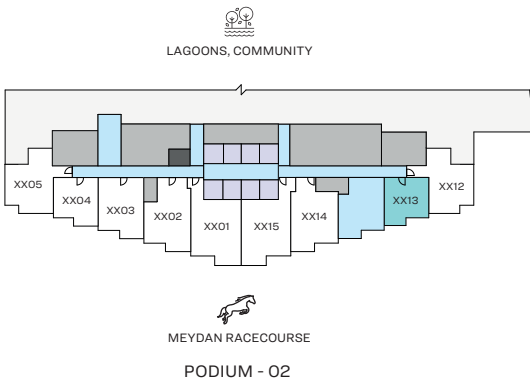 LAGOONS, COMMUNITY
XX05
XX04
XX03
XX02
XX01
XX15
XX14
XX13
XX12
MEYDAN RACECOURSE
PODIUM - 02